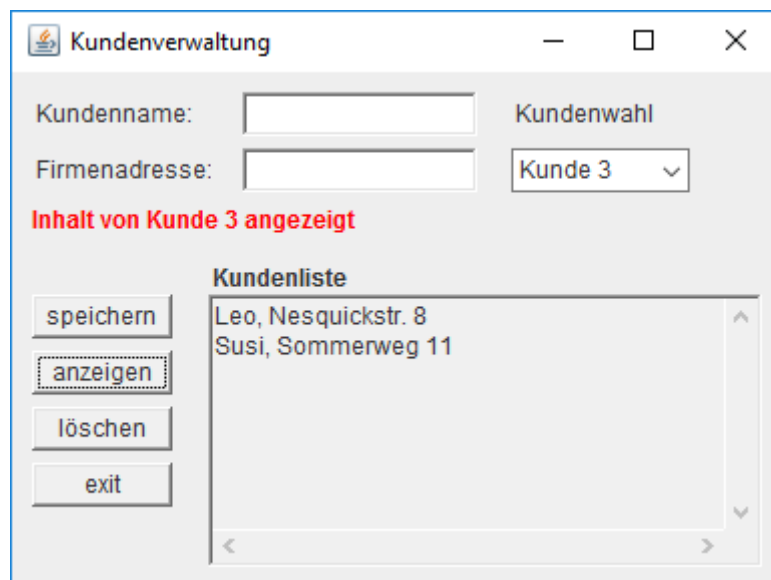 Kundenverwaltung
Kundenname:
Kundenwahl
Firmenadresse:
Kunde 3
Inhalt von Kunde 3 angezeigt
Kundenliste
speichern
Leo, Nesquickstr. 8
Susi, Sommerweg 11
anzeigen
löschen
exit